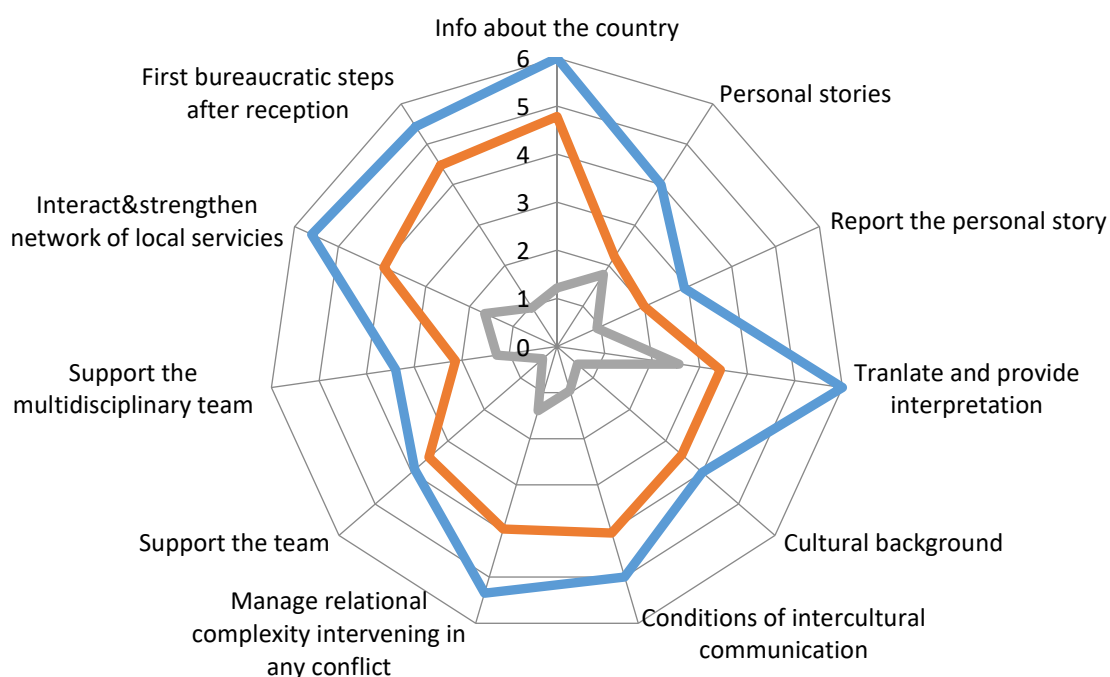 Info about the country
Personal stories
Report the personal story
Tranlate and provide
interpretation
Cultural background
Conditions of intercultural
communication
Manage relational
complexity intervening in
any conflict
Support the team
Support the
multidisciplinary team
Interact&strengthen
network of local servicies
First bureaucratic steps
after reception
6
5
4
3
2
1
0